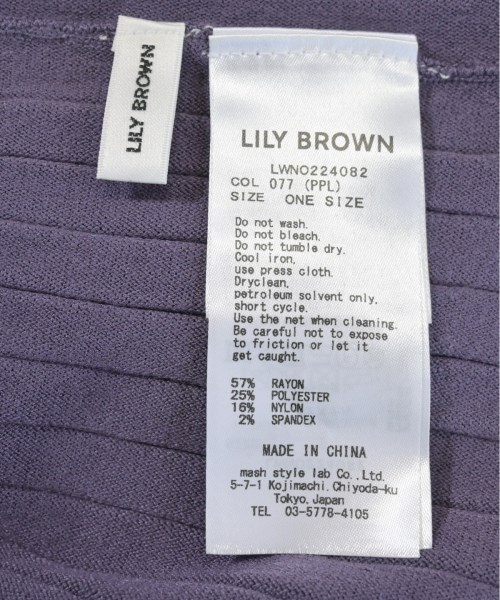 LILY BROWN
LILY BROWN
LWNO224082
COL 077 (PPL)
SIZE ONE SIZE
Do not wash.
Do not bleach.
Do not tumble dry.
Cool iron.
use press cloth.
Dryclean,
petroleum solvent only,
short cycle.
Use the net when cleaning.
Be careful not to expose
to friction or let it
get caught.
57% RAYON
25% POLYESTER
16% NYLON
2% SPANDEX
MADE IN CHINA
mash style lab Co.,Ltd.
5-7-1 Kojimachi.Chiyoda-ku
Tokyo.Japan
TEL 03-5778-4105